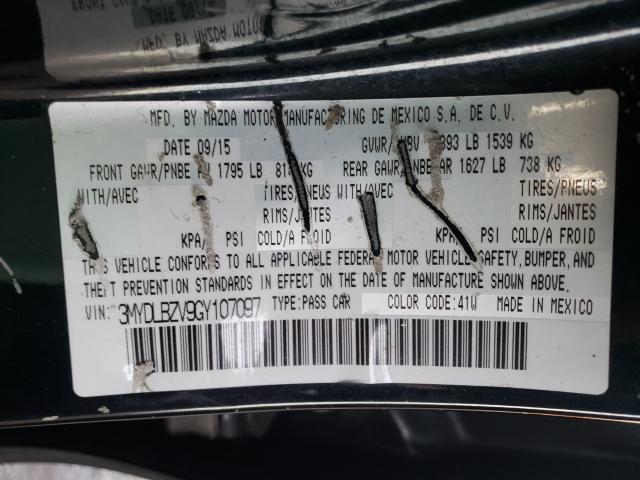 MFD. BY MAZDA MOTOR MANUFACTURING DE MEXICO S.A. DE C.V.
DATE 09/15 GVWR/ LB 1539 KG
FRONT GAWR/PNBE 1795 LB KG REAR GAWR/PNBE AR 1627 LB 738 KG
WITH/AVEC TIRES/PNEUS WITH/AVEC TIRES/PNEUS
RIMS/JANTES RIMS/JANTES
KPA/ PSI COLD/A FROID KPA/ PSI COLD/A FROID
THIS VEHICLE CONFORMS TO ALL APPLICABLE FEDERAL MOTOR VEHICLE SAFETY, BUMPER, AND
THEFT PREVENTION STANDARDS IN EFFECT ON THE DATE OF MANUFACTURE SHOWN ABOVE.
VIN: 3MYDLBZV9GY107097 TYPE:PASS CAR COLOR CODE:41W MADE IN MEXICO